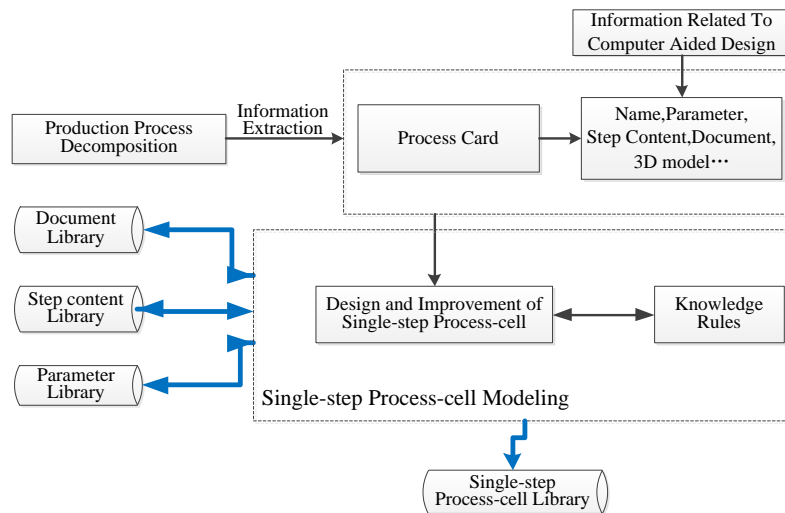 Information Related To
Computer Aided Design
Information
Extraction
Production Process
Decomposition
Process Card
Name,Parameter,
Step Content,Document,
3D model···
Document
Library
Step content
Library
Parameter
Library
Design and Improvement of
Single-step Process-cell
Knowledge
Rules
Single-step Process-cell Modeling
Single-step
Process-cell Library